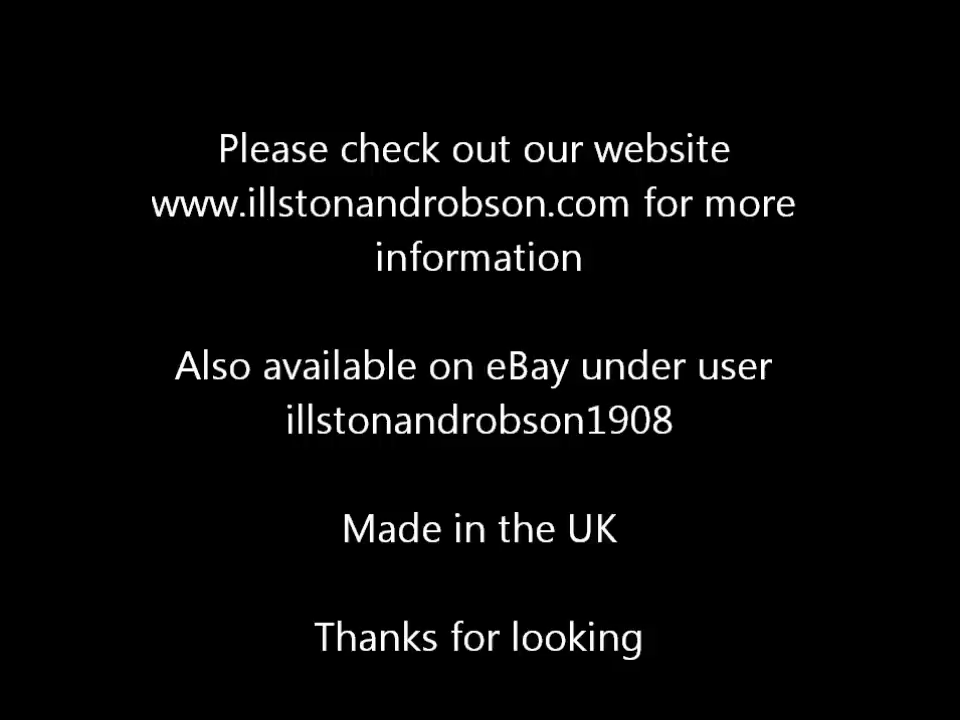 Please check out our website
www.illstonandrobson.com for more
information
Also available on eBay under user
illstonandrobson1908
Made in the UK
Thanks for looking